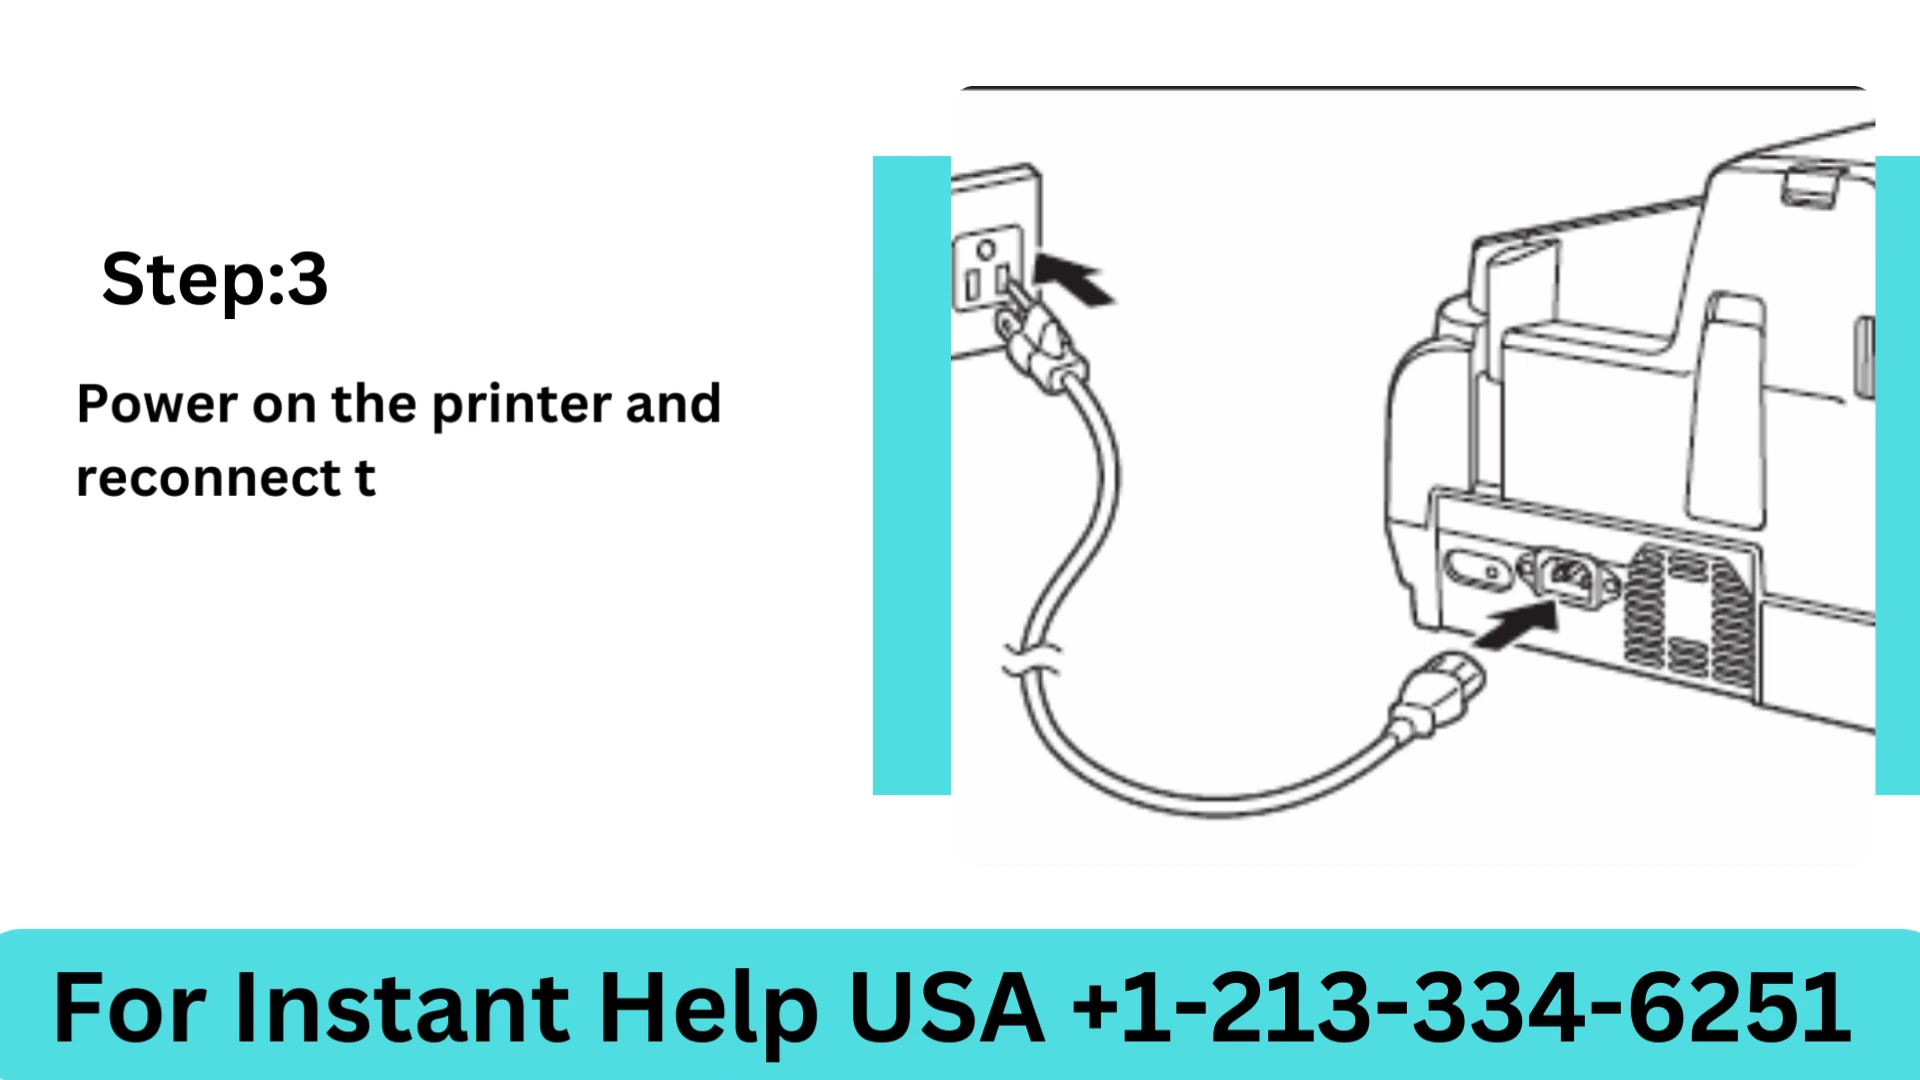 Step:3
Power on the printer and
reconnect t
For Instant Help USA +1-213-334-6251